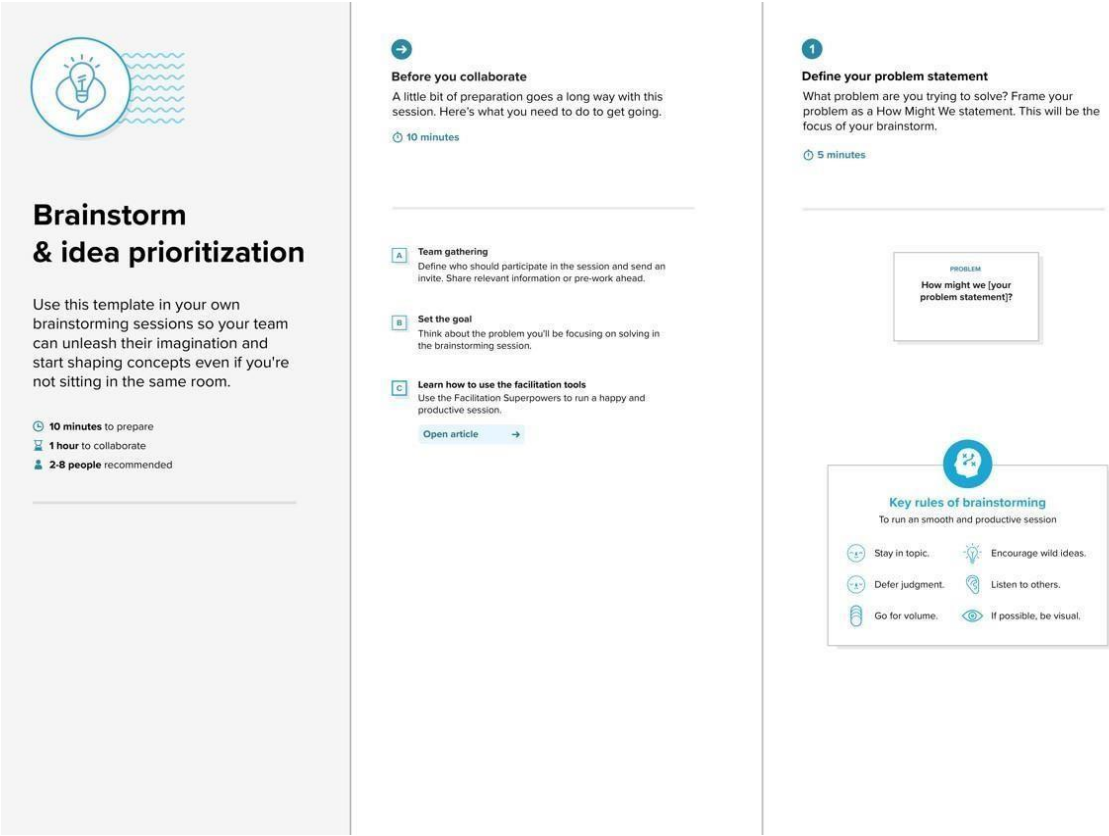 Brainstorm
& idea prioritization
Use this template in your own
brainstorming sessions so your team
can unleash their imagination and
start shaping concepts even if you're
not sitting in the same room.
10 minutes to prepare
1 hour to collaborate
2-8 people recommended
Before you collaborate
A little bit of preparation goes a long way with this
session. Here's what you need to do to get going.
10 minutes
A
Team gathering
Define who should participate in the session and send an
invite. Share relevant information or pre-work ahead.
B
Set the goal
Think about the problem you'll be focusing on solving in
the brainstorming session.
C
Learn how to use the facilitation tools
Use the Facilitation Superpowers to run a happy and
productive session.
Open article →
1
Define your problem statement
What problem are you trying to solve? Frame your
problem as a How Might We statement. This will be the
focus of your brainstorm.
5 minutes
PROBLEM
How might we [your
problem statement]?
Key rules of brainstorming
To run an smooth and productive session
Stay in topic.
Encourage wild ideas.
Defer judgment.
Listen to others.
Go for volume.
If possible, be visual.